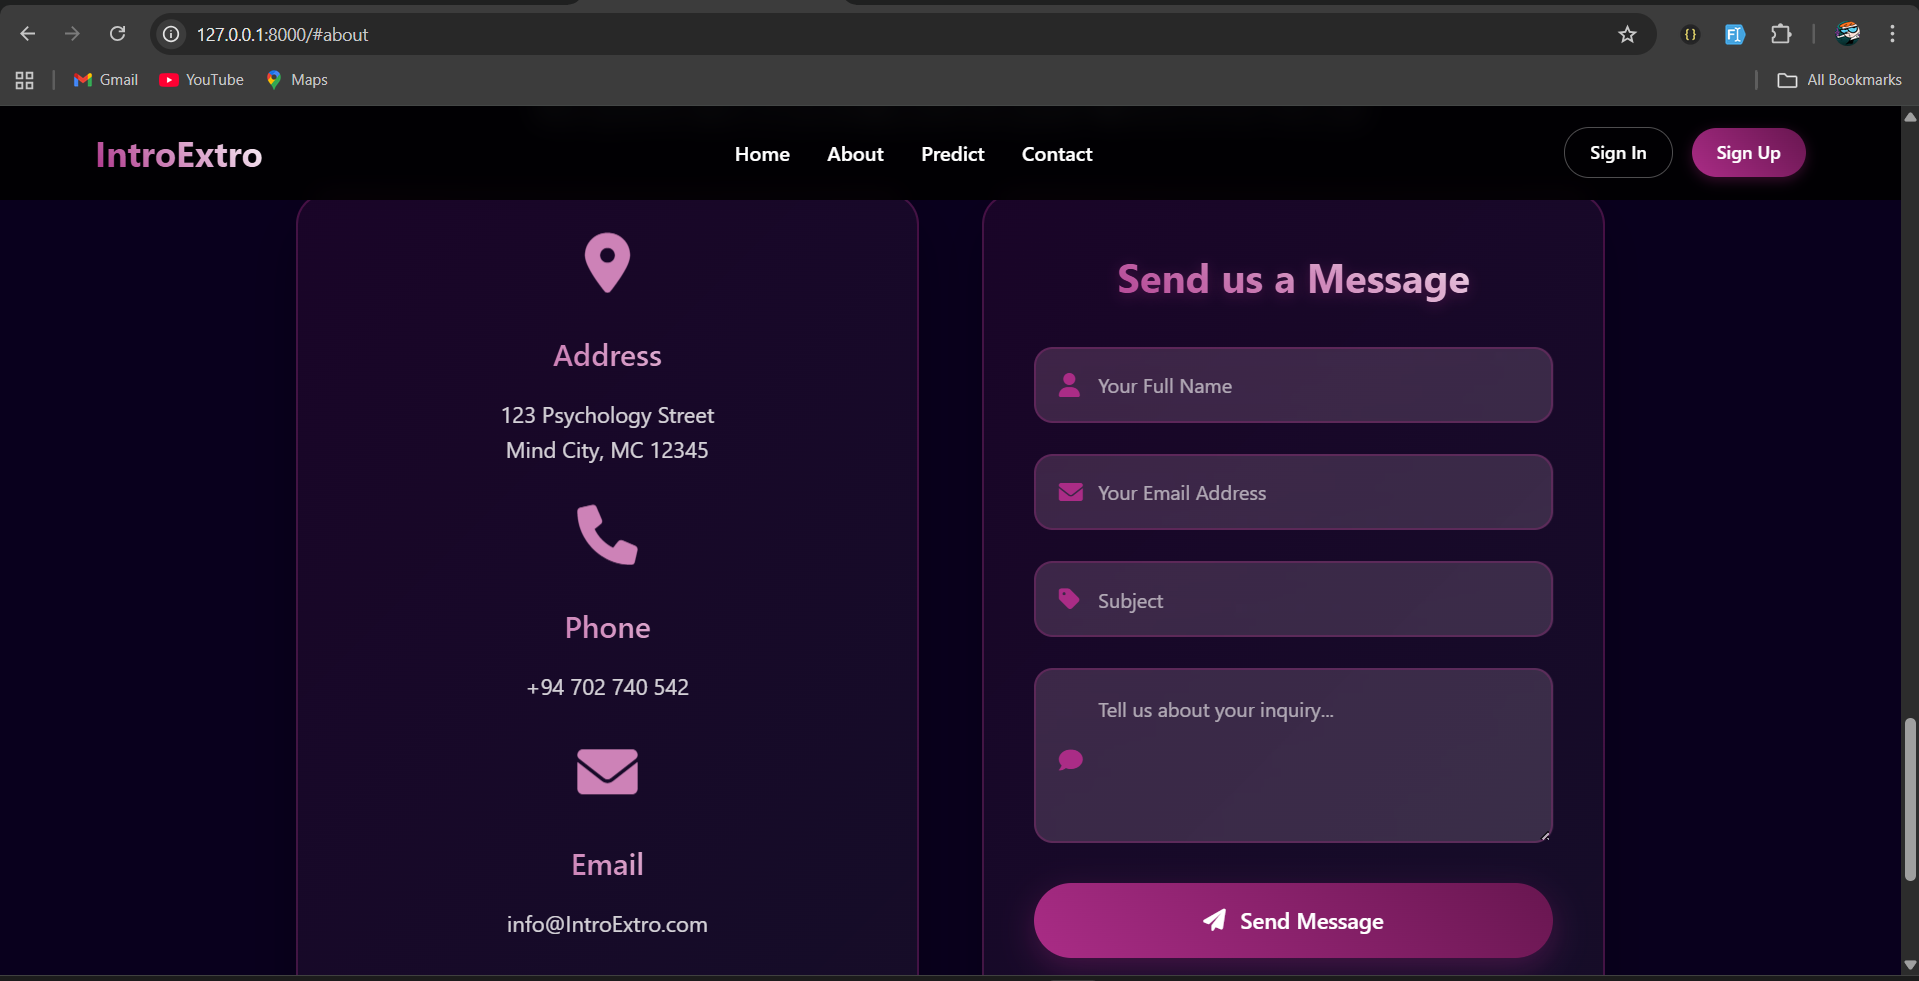 127.0.0.1:8000/#about
Gmail
YouTube
Maps
All Bookmarks
IntroExtro
Home
About
Predict
Contact
Sign In
Sign Up
Address
123 Psychology Street
Mind City, MC 12345
Phone
+94 702 740 542
Email
info@IntroExtro.com
Send us a Message
Your Full Name
Your Email Address
Subject
Tell us about your inquiry...
Send Message